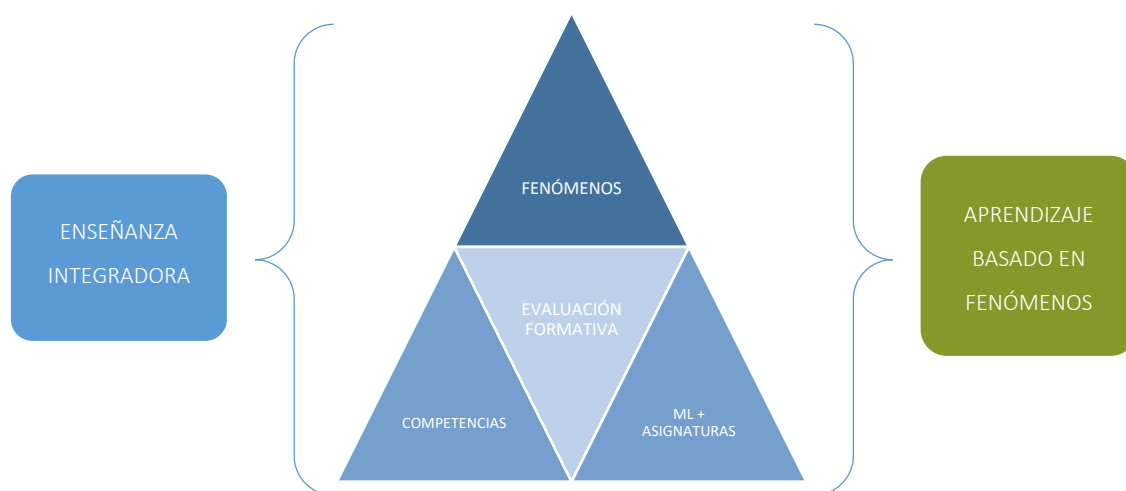 ENSEÑANZA
INTEGRADORA
FENÓMENOS
EVALUACIÓN
FORMATIVA
COMPETENCIAS
ML +
ASIGNATURAS
APRENDIZAJE
BASADO EN
FENÓMENOS